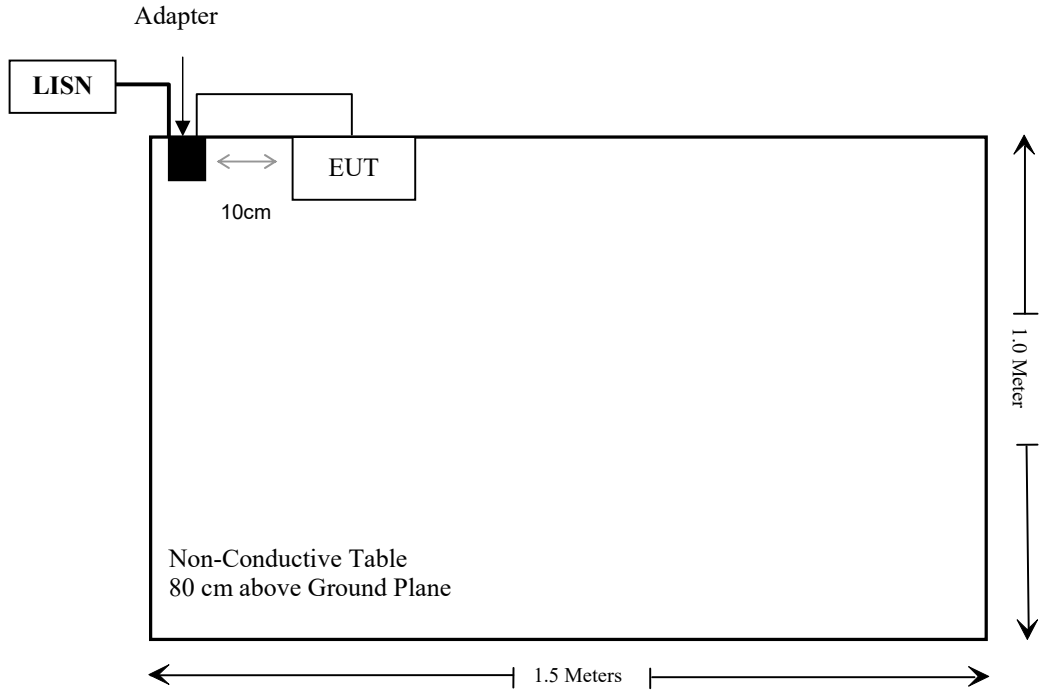 Adapter
LISN
EUT
10cm
1.0 Meter
Non-Conductive Table
80 cm above Ground Plane
1.5 Meters